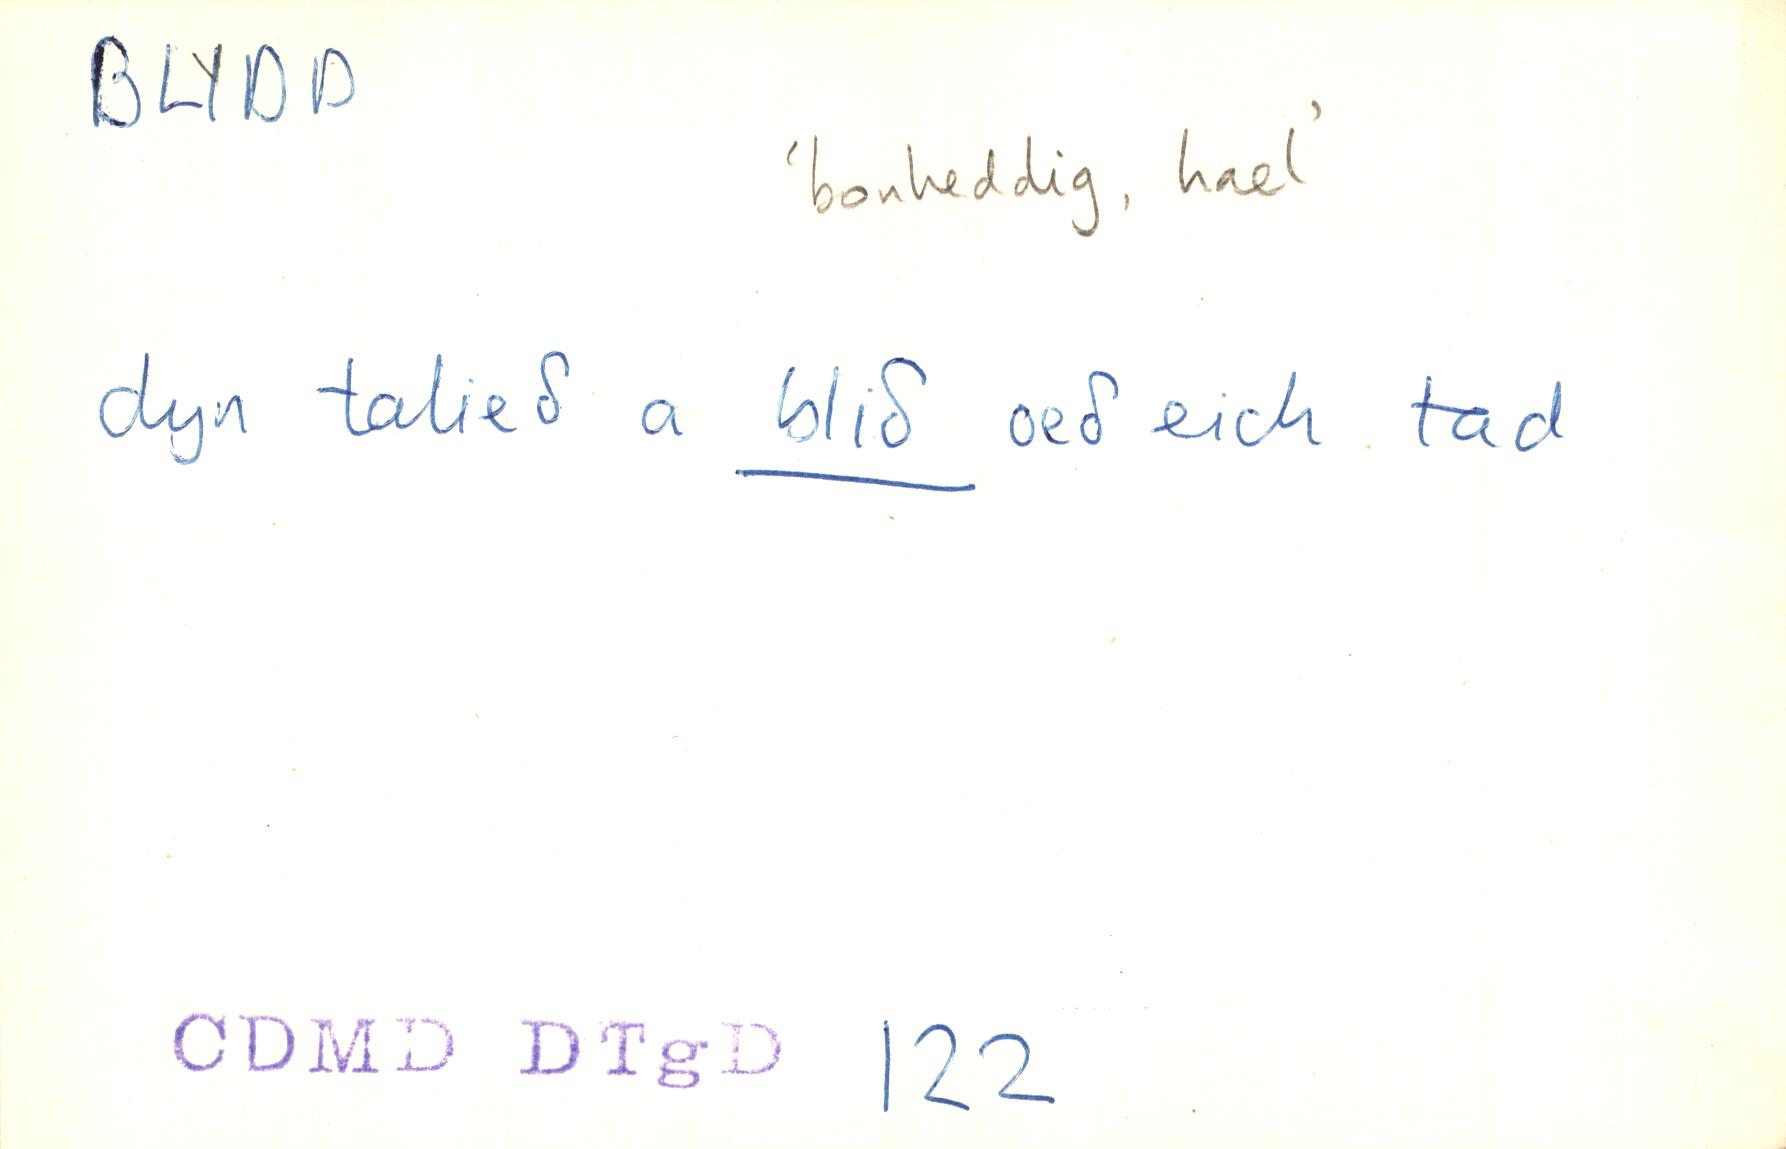 BLYDD
'bonheddig, hael'
dyn talieδ a bliδ oeδ eich tad
CDMD DTgD 122